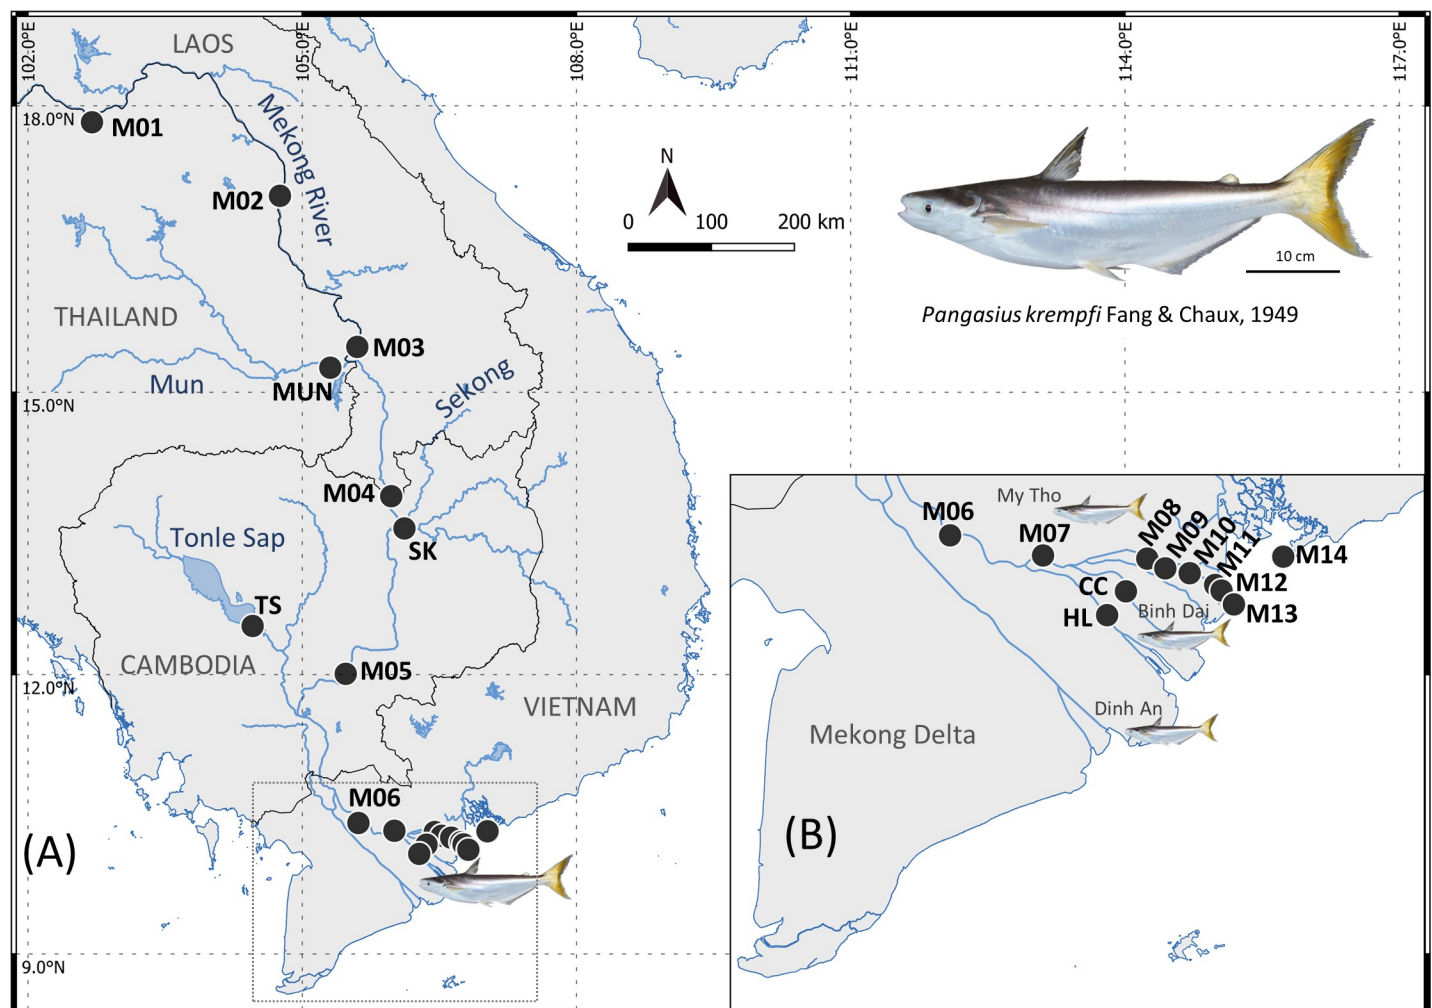 102.0°E
105.0°E
108.0°E
111.0°E
114.0°E
117.0°E
LAOS
18.0°N
M01
Mekong River
M02
N
0 100 200 km
10 cm
Pangasius krempfi Fang & Chaux, 1949
THAILAND
M03
Mun
MUN
Sekong
15.0°N
M04
SK
Tonle Sap
TS
CAMBODIA
M05
12.0°N
VIETNAM
M06
(A)
9.0°N
My Tho
M06
M07
M08
M09
M10
M11
M12
M13
M14
CC
HL
Binh Dai
Dinh An
Mekong Delta
(B)